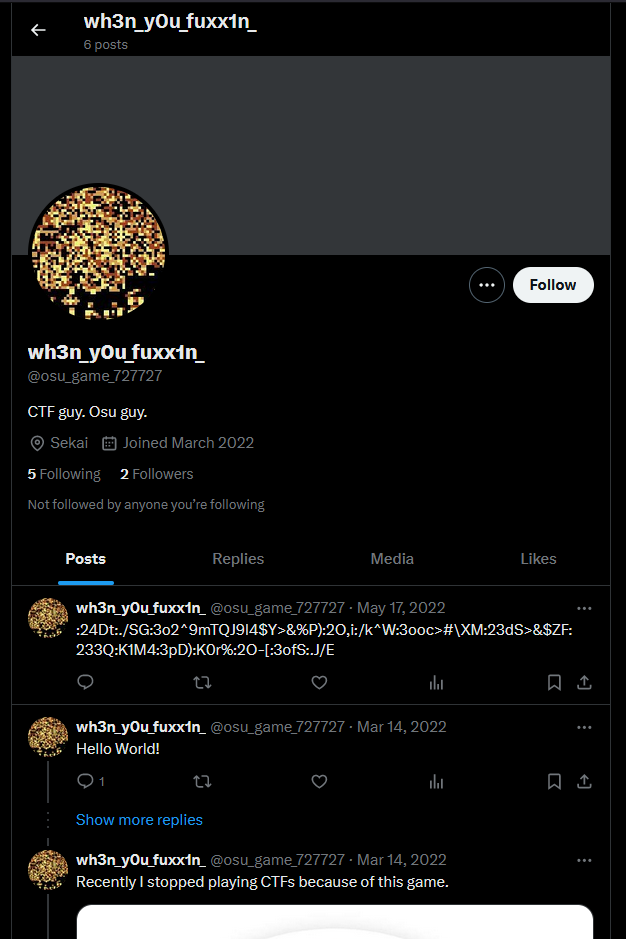 wh3n_y0u_fuxx1n_
6 posts
Follow
wh3n_y0u_fuxx1n_
@osu_game_727727
CTF guy. Osu guy.
Sekai Joined March 2022
5 Following 2 Followers
Not followed by anyone you’re following
Posts Replies Media Likes
wh3n_y0u_fuxx1n_ @osu_game_727727 · May 17, 2022
:24Dt:./SG:3o2^9mTQJ9l4$Y>&%P):2O,i:/k^W:3ooc>#\XM:23dS>&$ZF:
233Q:K1M4:3pD):K0r%:2O-[:3ofS:.J/E
wh3n_y0u_fuxx1n_ @osu_game_727727 · Mar 14, 2022
Hello World!
1
Show more replies
wh3n_y0u_fuxx1n_ @osu_game_727727 · Mar 14, 2022
Recently I stopped playing CTFs because of this game.